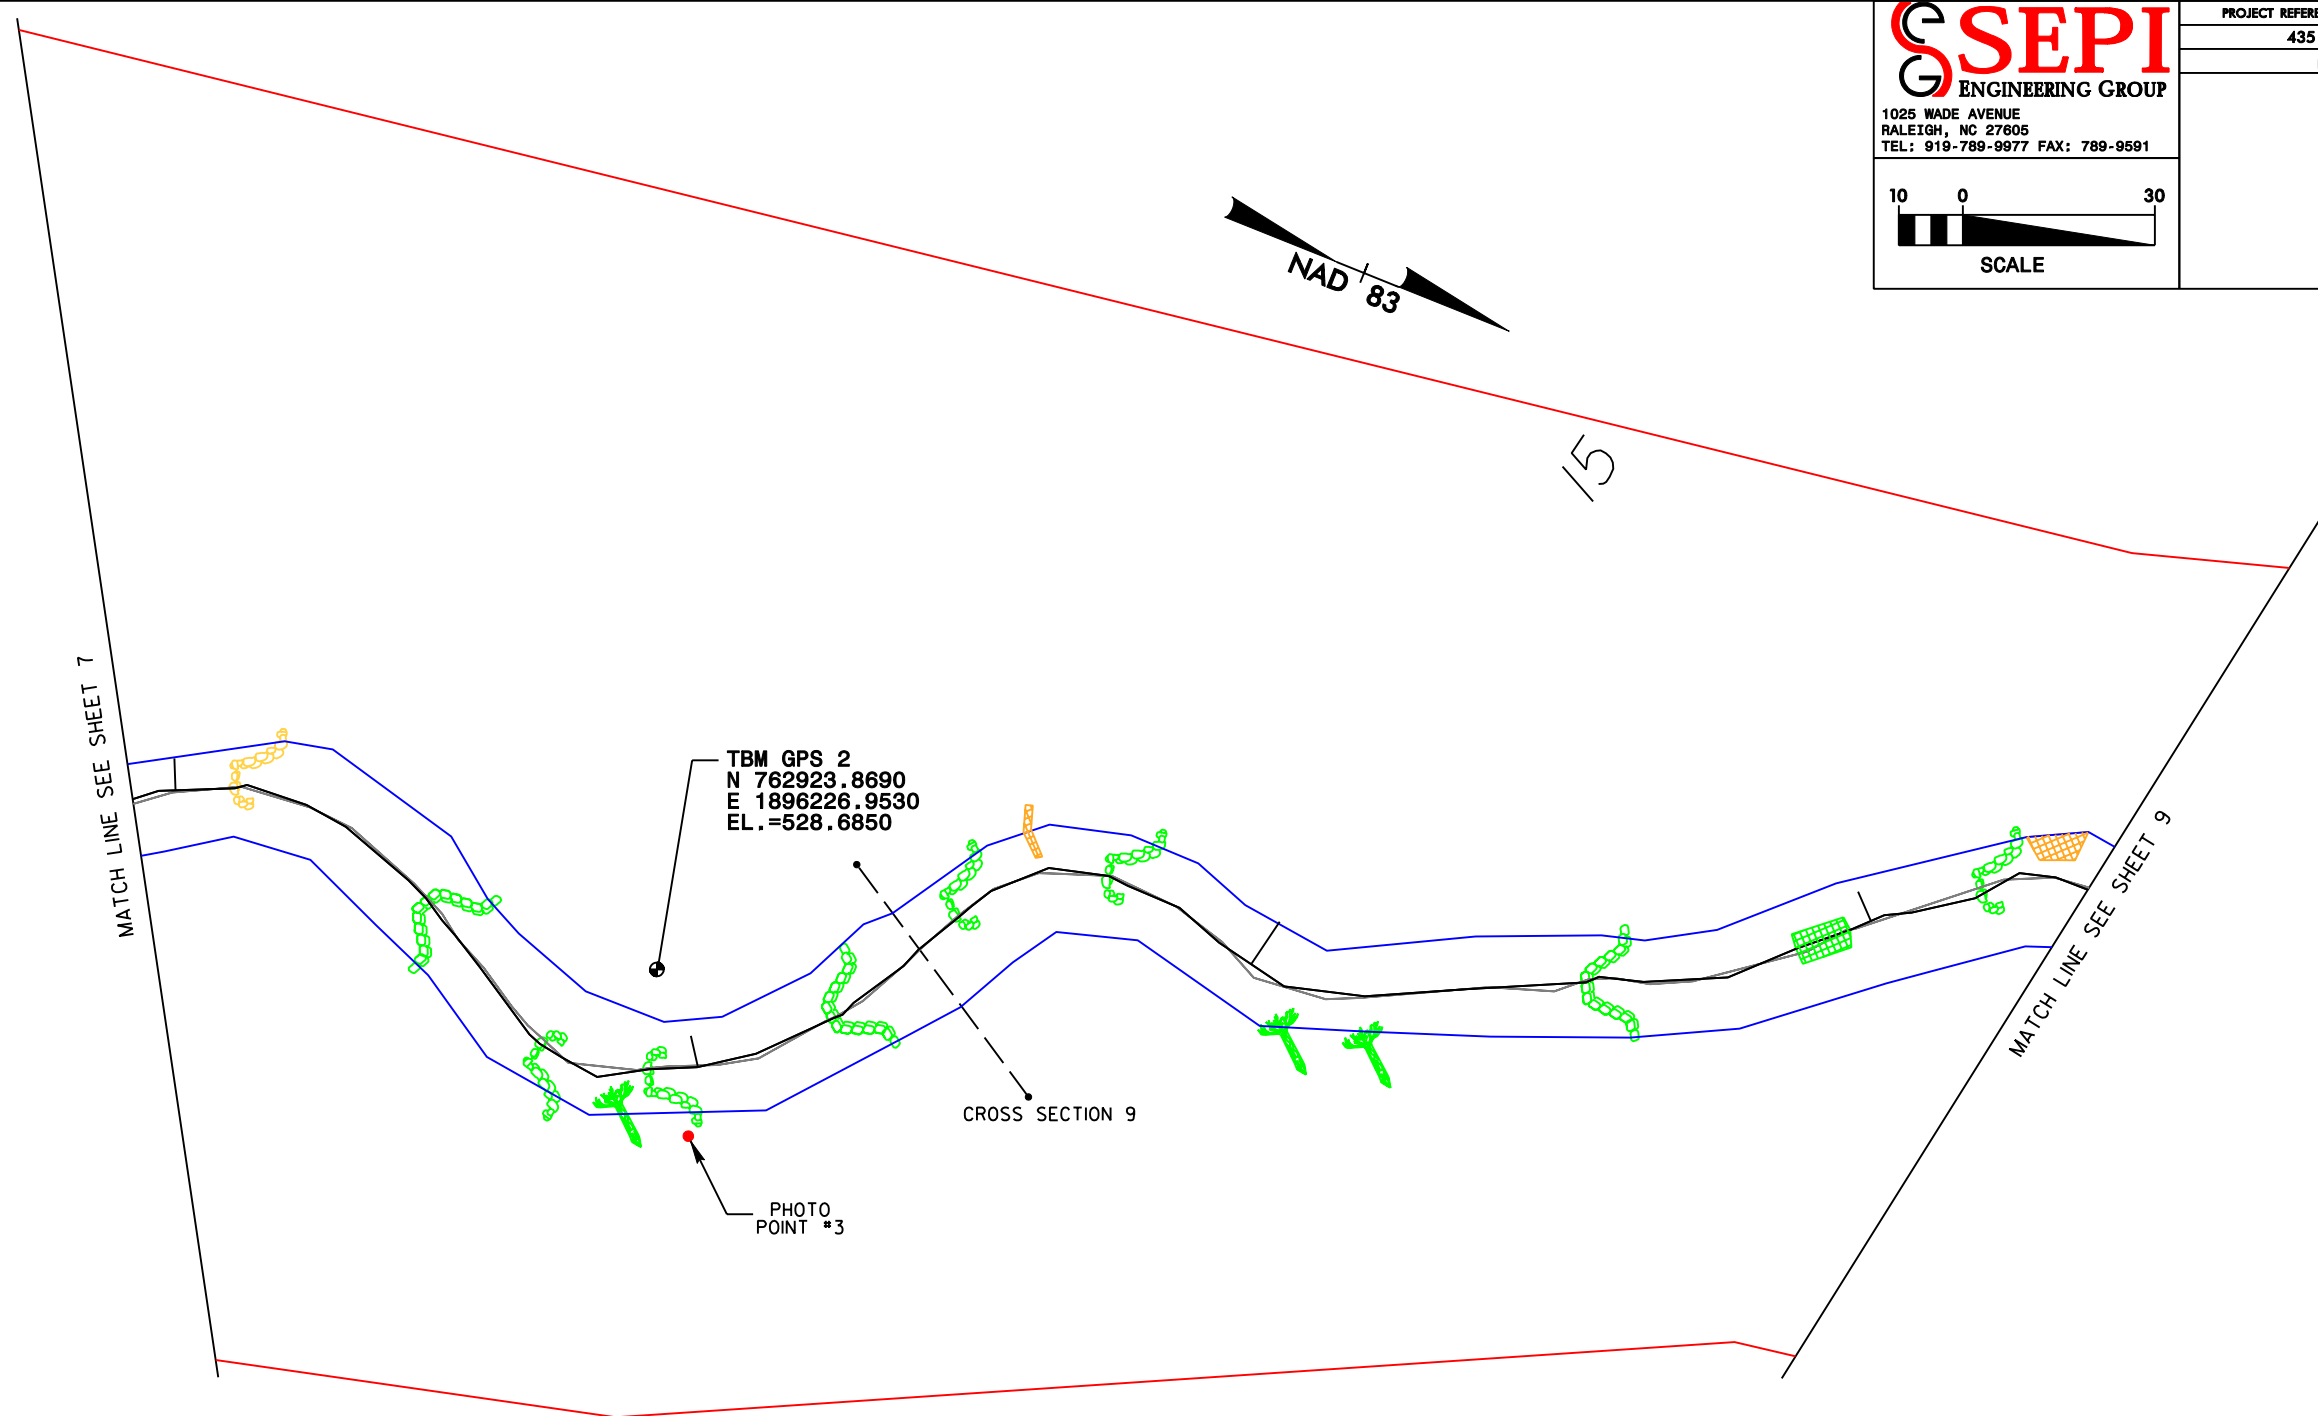 SEPI
ENGINEERING GROUP
1025 WADE AVENUE
RALEIGH, NC 27605
TEL: 919-789-9977 FAX: 789-9591
10 0 30
SCALE
435
NAD 83
15
MATCH LINE SEE SHEET 7
TBM GPS 2
N 762923.8690
E 1896226.9530
EL.=528.6850
CROSS SECTION 9
PHOTO
POINT #3
MATCH LINE SEE SHEET 9
PROJECT REFERE